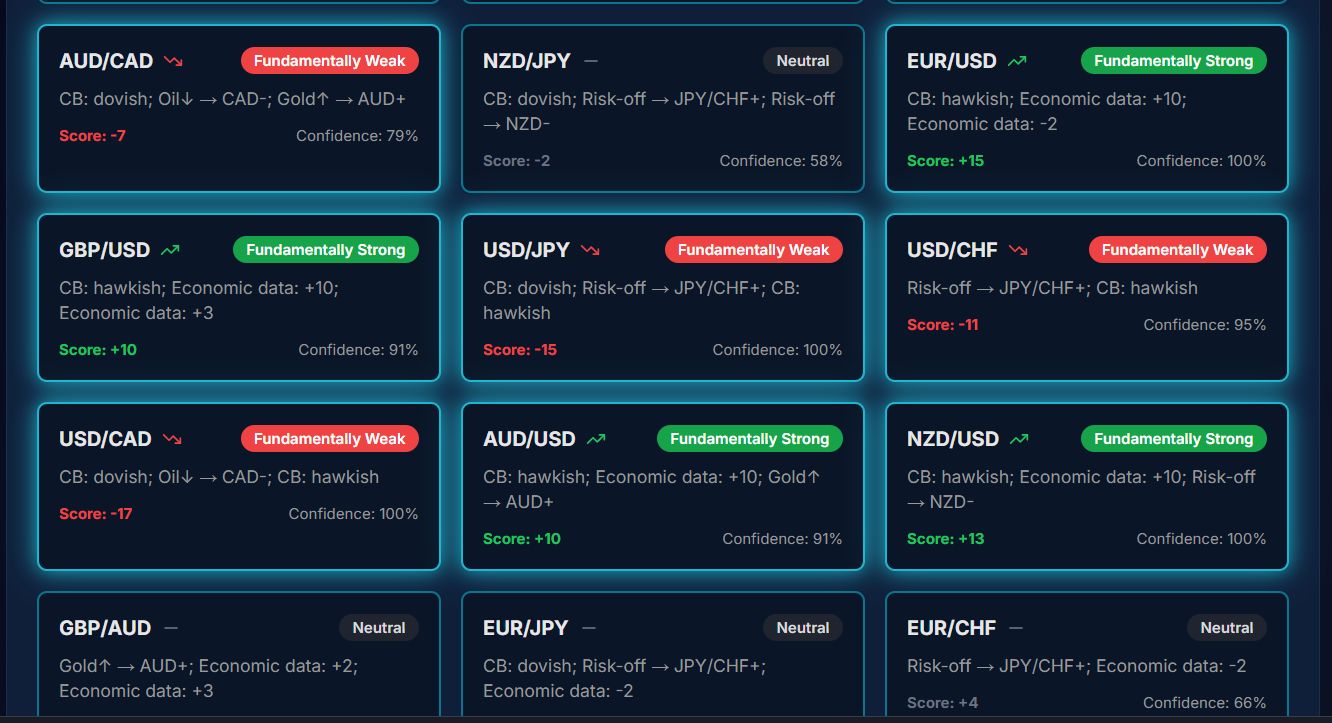 AUD/CAD Fundamentally Weak
CB: dovish; Oil↓ → CAD-; Gold↑ → AUD+
Score: -7 Confidence: 79%
NZD/JPY Neutral
CB: dovish; Risk-off → JPY/CHF+; Risk-off
→ NZD-
Score: -2 Confidence: 58%
EUR/USD Fundamentally Strong
CB: hawkish; Economic data: +10;
Economic data: -2
Score: +15 Confidence: 100%
GBP/USD Fundamentally Strong
CB: hawkish; Economic data: +10;
Economic data: +3
Score: +10 Confidence: 91%
USD/JPY Fundamentally Weak
CB: dovish; Risk-off → JPY/CHF+; CB:
hawkish
Score: -15 Confidence: 100%
USD/CHF Fundamentally Weak
Risk-off → JPY/CHF+; CB: hawkish
Score: -11 Confidence: 95%
USD/CAD Fundamentally Weak
CB: dovish; Oil↓ → CAD-; CB: hawkish
Score: -17 Confidence: 100%
AUD/USD Fundamentally Strong
CB: hawkish; Economic data: +10; Gold↑
→ AUD+
Score: +10 Confidence: 91%
NZD/USD Fundamentally Strong
CB: hawkish; Economic data: +10; Risk-off
→ NZD-
Score: +13 Confidence: 100%
GBP/AUD Neutral
Gold↑ → AUD+; Economic data: +2;
Economic data: +3
EUR/JPY Neutral
CB: dovish; Risk-off → JPY/CHF+;
Economic data: -2
EUR/CHF Neutral
Risk-off → JPY/CHF+; Economic data: -2
Score: +4 Confidence: 66%